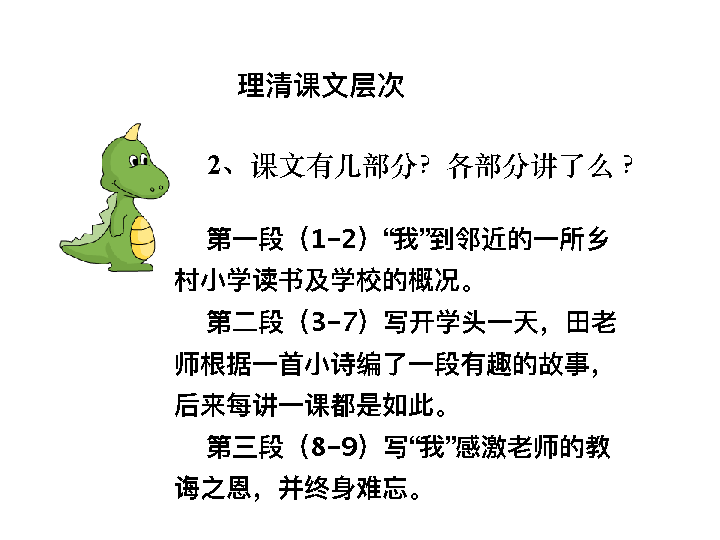 理清课文层次
2、课文有几部分？各部分讲了么？
第一段（1-2）“我”到邻近的一所乡
村小学读书及学校的概况。
第二段（3-7）写开学头一天，田老
师根据一首小诗编了一段有趣的故事，
后来每讲一课都是如此。
第三段（8-9）写“我”感激老师的教
诲之恩，并终身难忘。